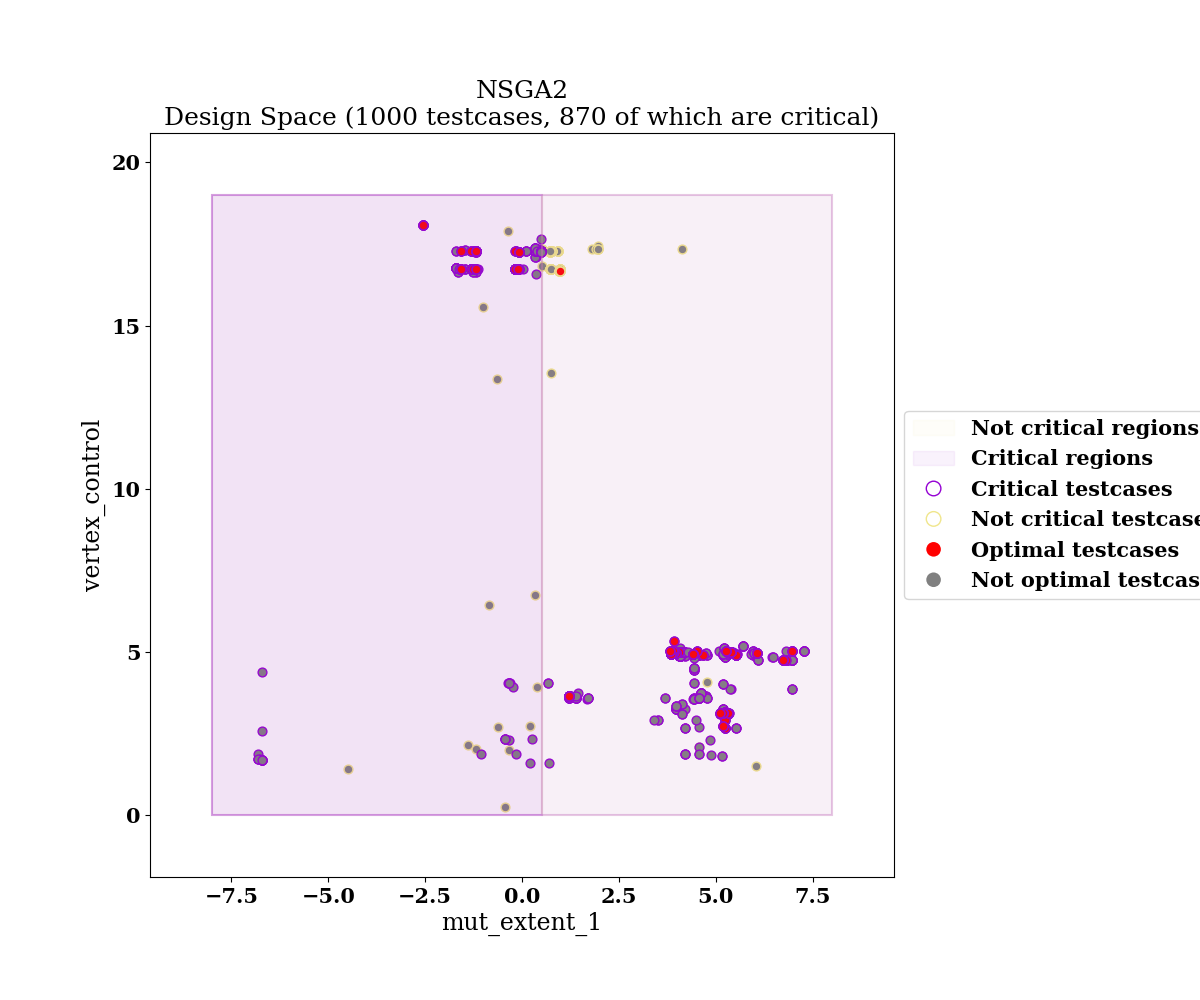 NSGA2
Design Space (1000 testcases, 870 of which are critical)
20
15
10
5
0
vertex_control
−7.5 −5.0 −2.5 0.0 2.5 5.0 7.5
mut_extent_1
Not critical regions
Critical regions
Critical testcases
Not critical testcase
Optimal testcases
Not optimal testcas